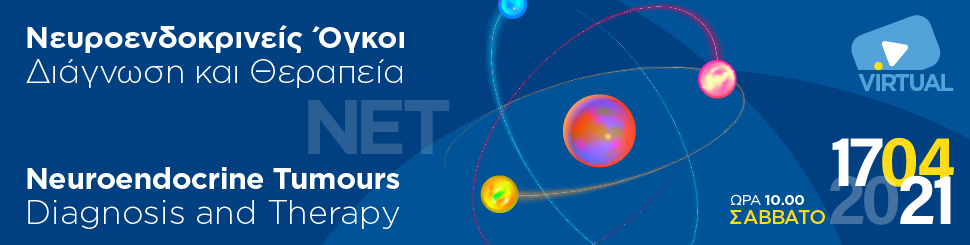 Νευροενδοκρινείς Όγκοι
Διάγνωση και Θεραπεία
NET
Neuroendocrine Tumours
Diagnosis and Therapy
VIRTUAL
1704
2021
ΩΡΑ 10.00
ΣΑΒΒΑΤΟ